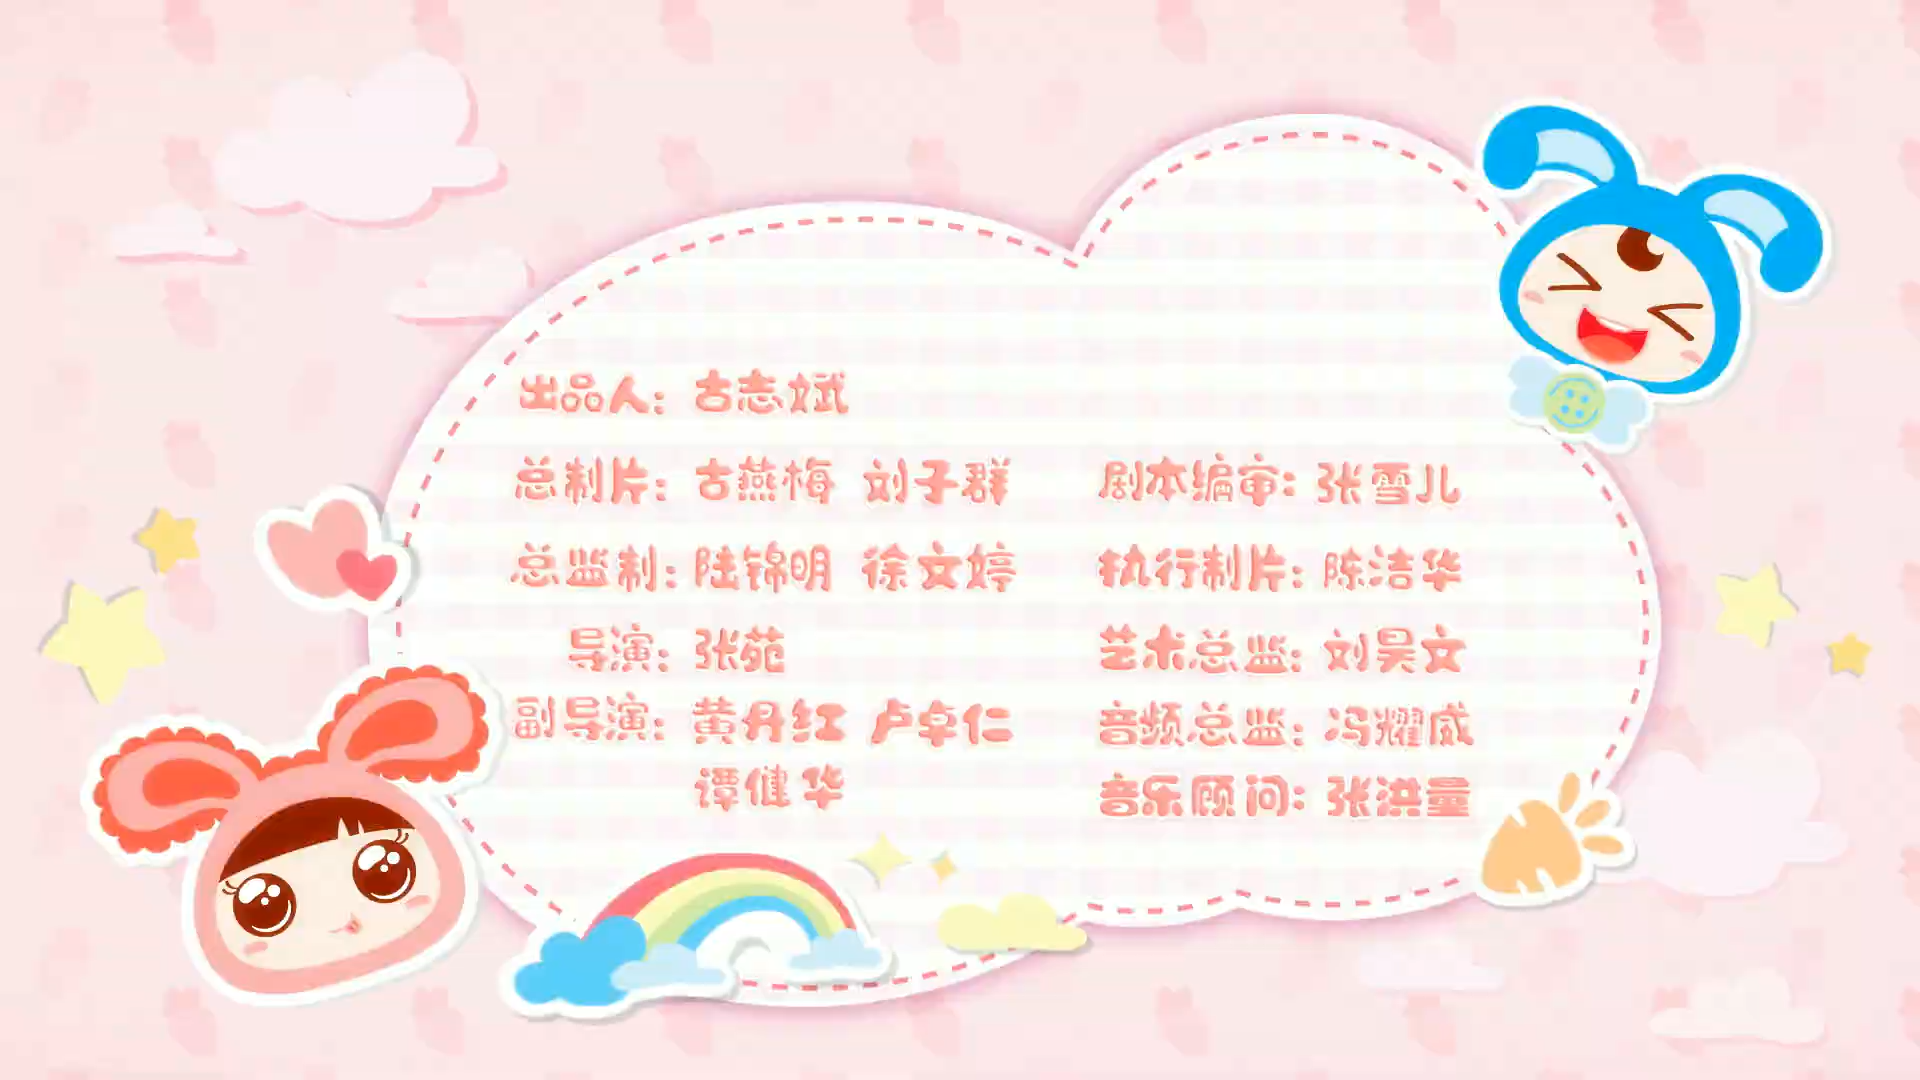 出品人: 古志斌
总制片: 古燕梅 刘子群
总监制: 陆锦明 徐文婷
导演: 张苑
副导演: 黄丹红 卢卓仁
谭健华
剧本编审: 张雪儿
执行制片: 陈洁华
艺术总监: 刘昊文
音频总监: 冯耀威
音乐顾问: 张洪量